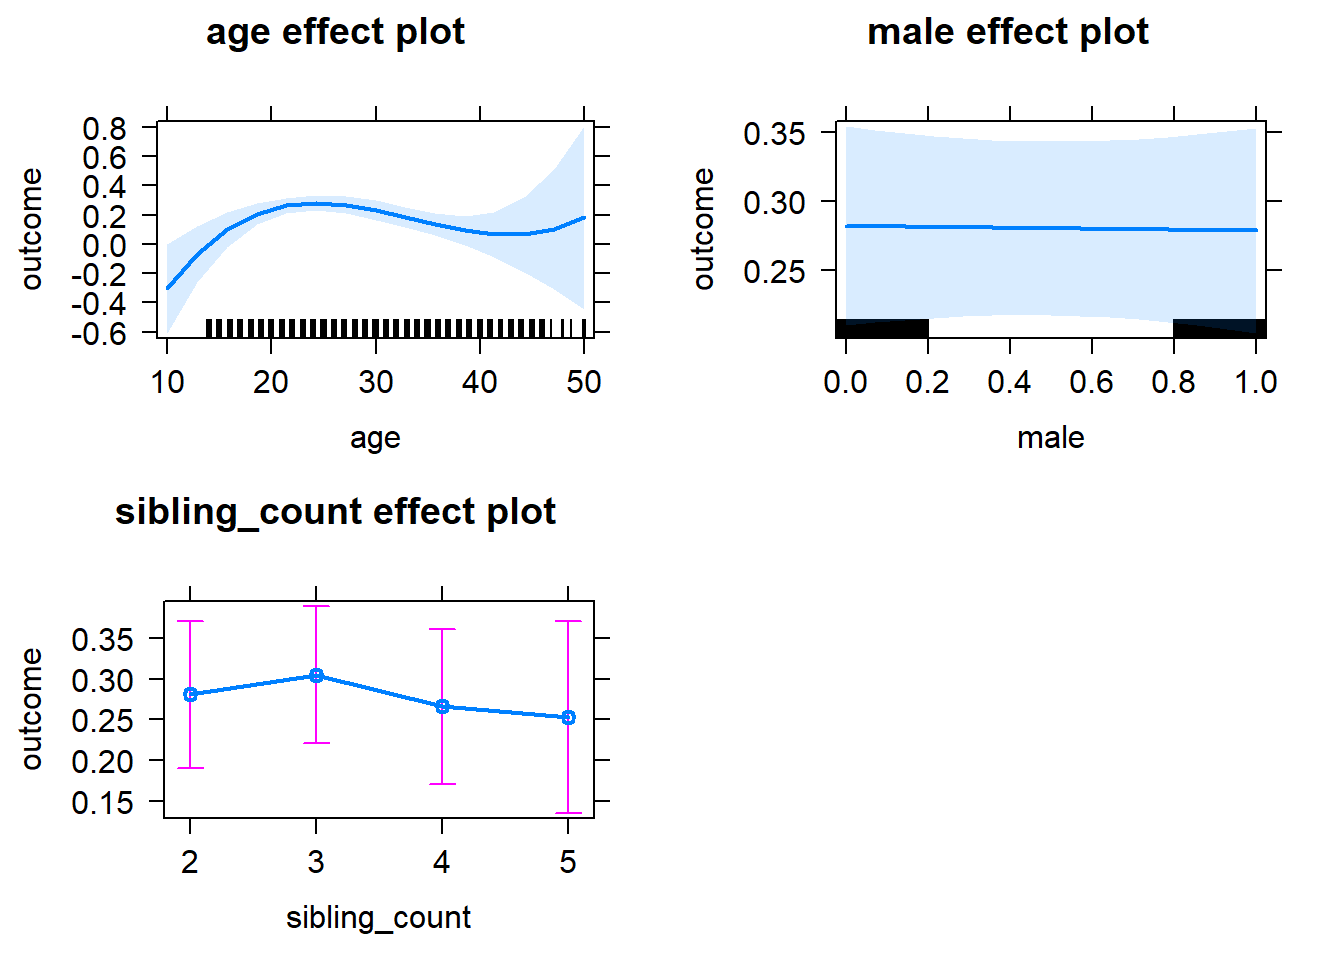 age effect plot
outcome
0.8
0.6
0.4
0.2
0.0
-0.2
-0.4
-0.6
10 20 30 40 50
age
male effect plot
outcome
0.35
0.30
0.25
0.0 0.2 0.4 0.6 0.8 1.0
male
sibling_count effect plot
outcome
0.35
0.30
0.25
0.20
0.15
2 3 4 5
sibling_count